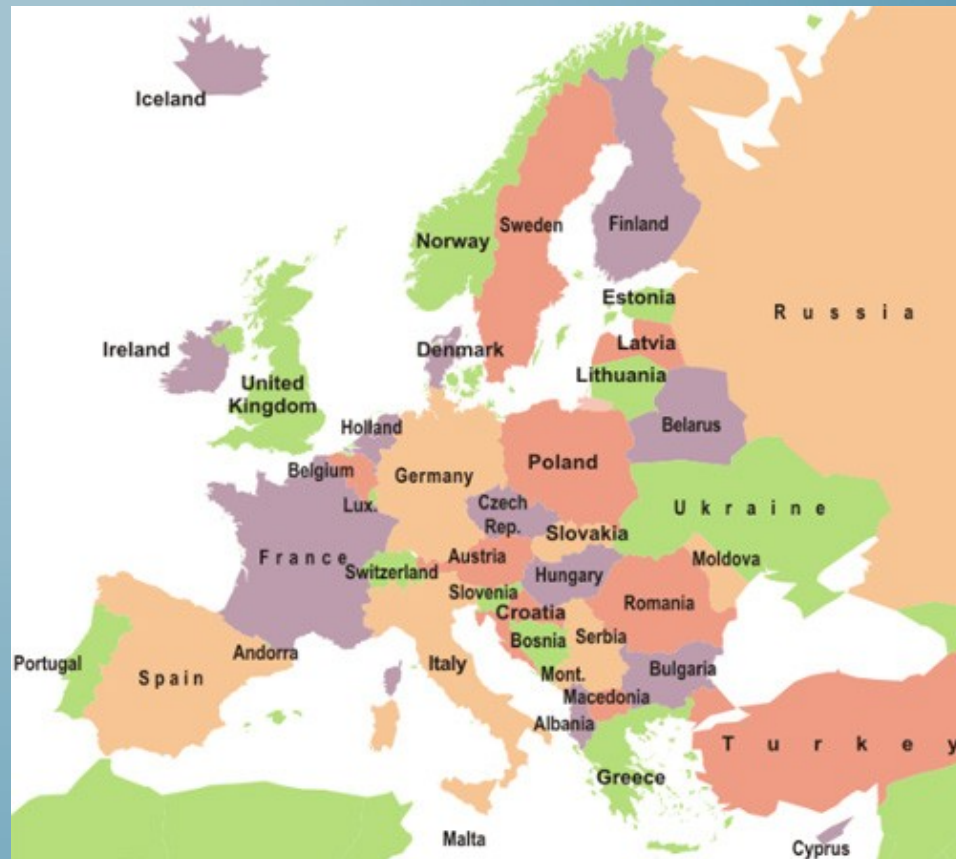 Iceland
Norway
Sweden
Finland
Russia
Estonia
Latvia
Lithuania
Ireland
Denmark
United
Kingdom
Belarus
Holland
Belgium
Germany
Poland
Lux.
Czech
Rep.
Ukraine
Slovakia
France
Switzerland
Austria
Hungary
Moldova
Slovenia
Croatia
Romania
Bosnia
Serbia
Portugal
Spain
Andorra
Italy
Mont.
Bulgaria
Macedonia
Albania
Turkey
Greece
Malta
Cyprus